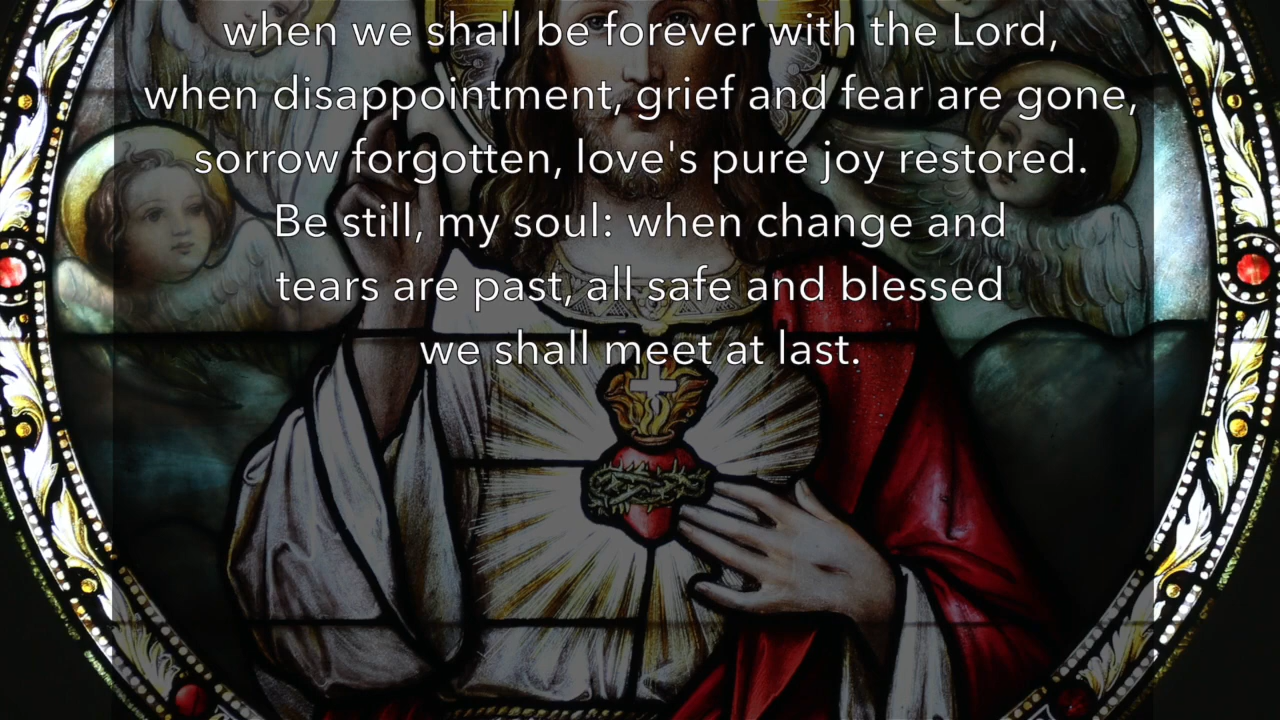 when we shall be forever with the Lord,
when disappointment, grief and fear are gone,
sorrow forgotten, love's pure joy restored.
Be still, my soul: when change and
tears are past, all safe and blessed
we shall meet at last.